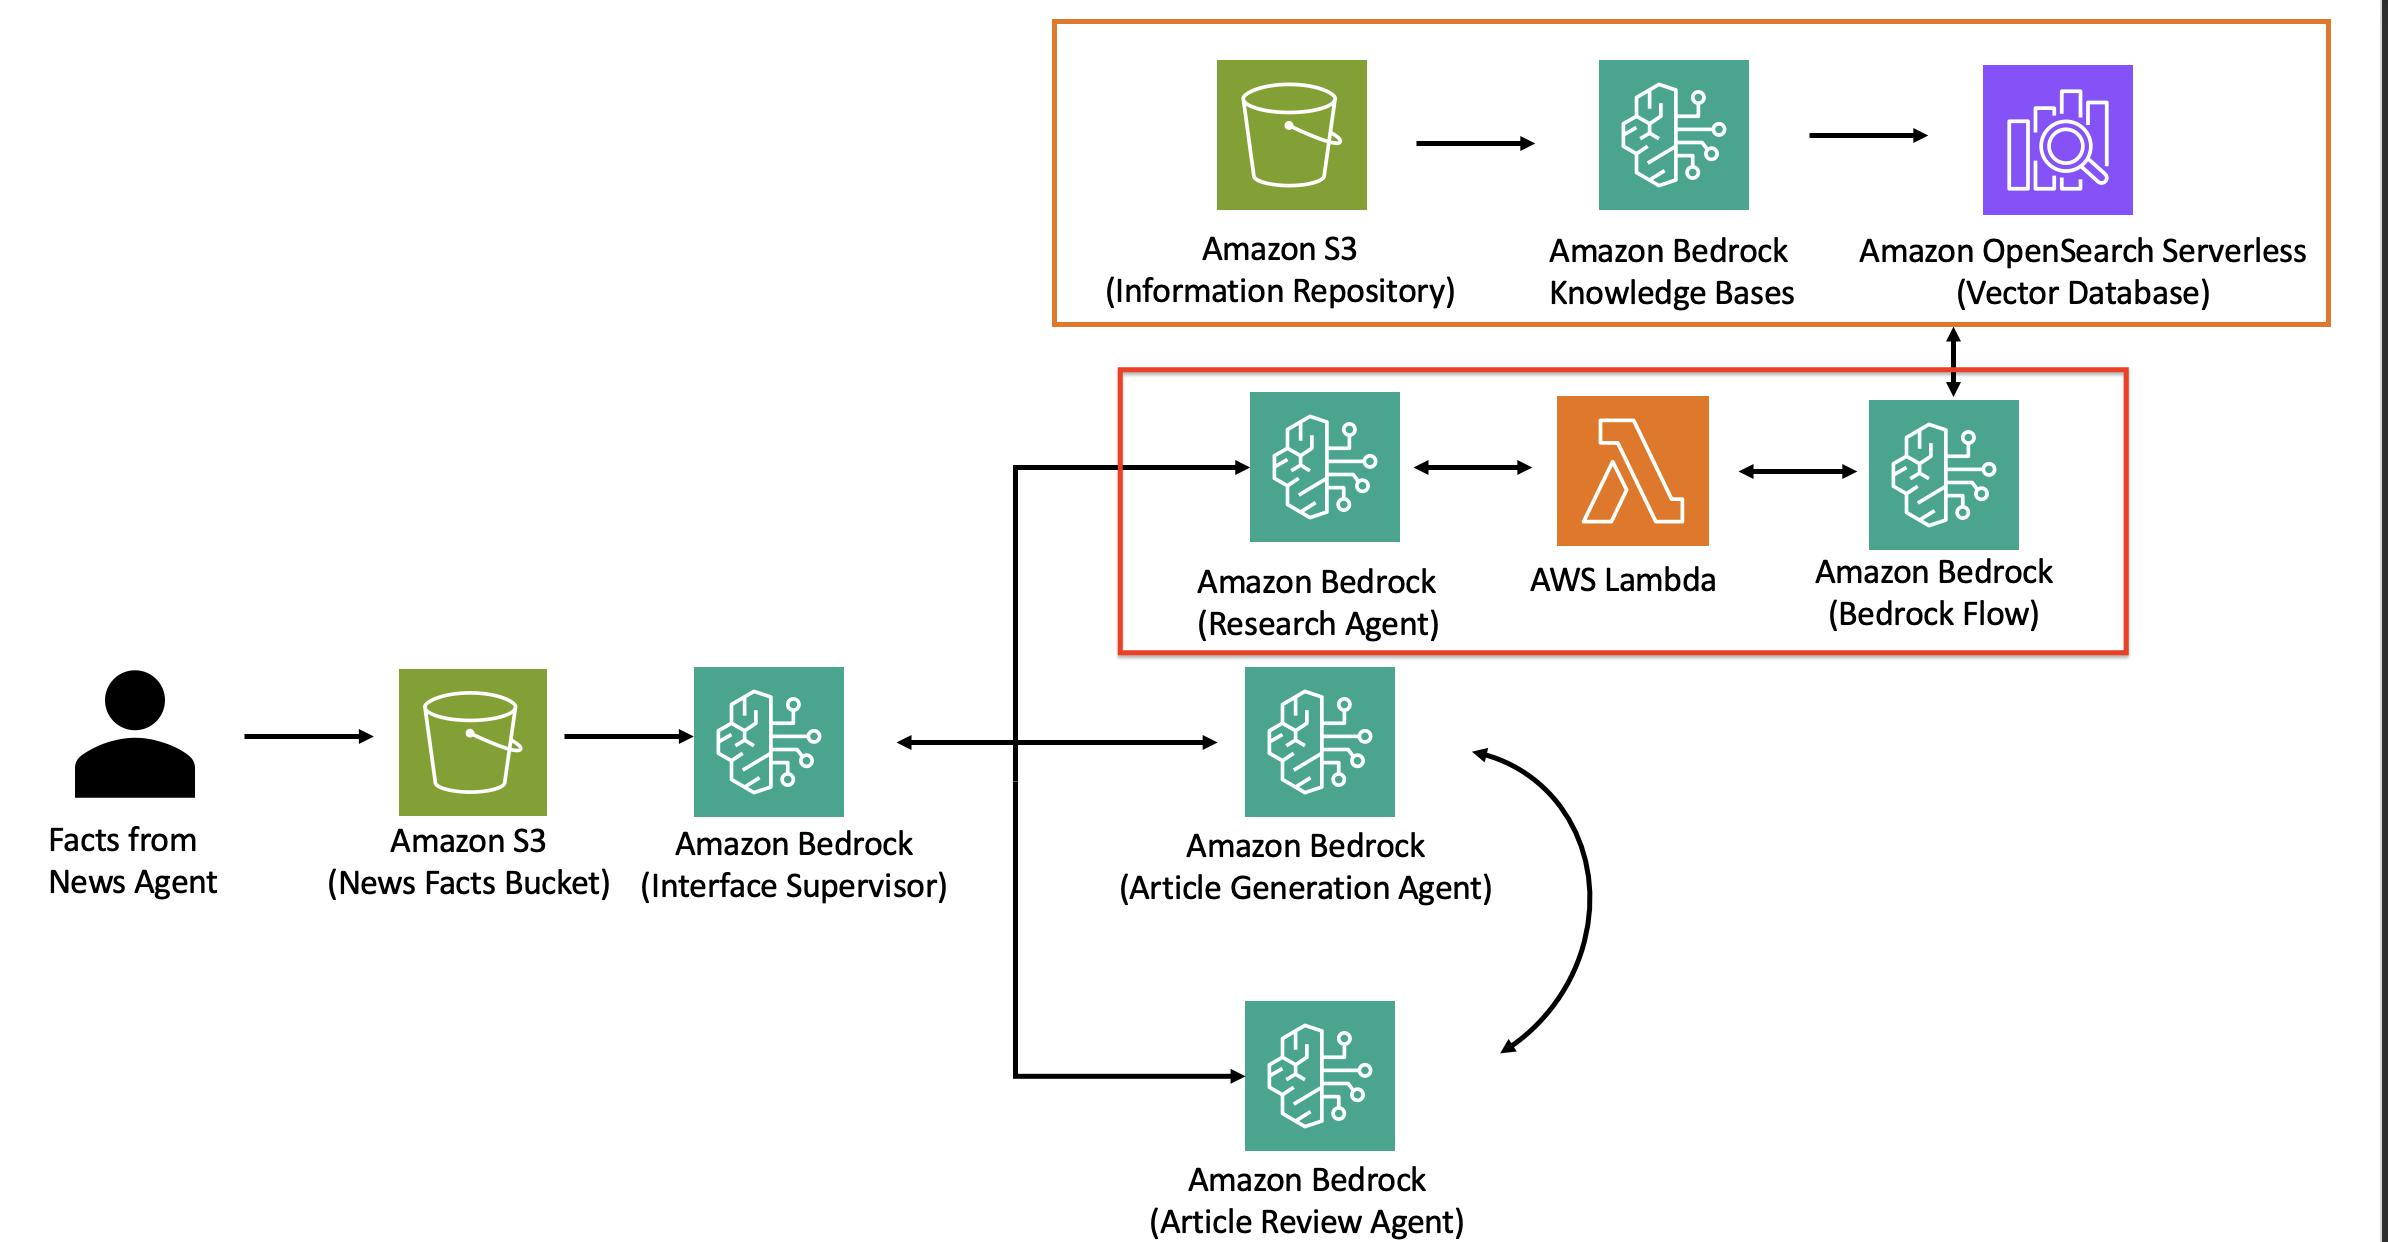 Amazon S3
(Information Repository)
Amazon Bedrock
Knowledge Bases
Amazon OpenSearch Serverless
(Vector Database)
Amazon Bedrock
(Research Agent)
AWS Lambda
Amazon Bedrock
(Bedrock Flow)
Facts from
News Agent
Amazon S3
(News Facts Bucket)
Amazon Bedrock
(Interface Supervisor)
Amazon Bedrock
(Article Generation Agent)
Amazon Bedrock
(Article Review Agent)